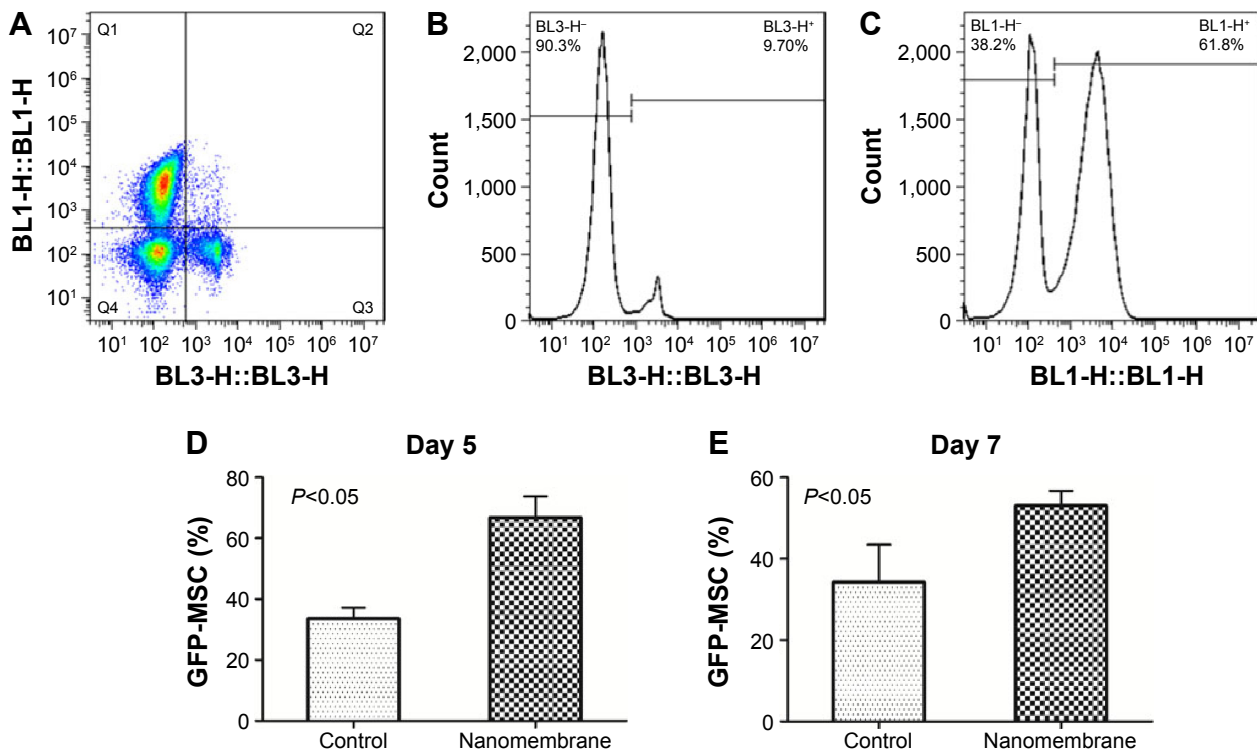 A
Q1
Q2
Q4
Q3
10⁷
10⁶
10⁵
10⁴
10³
10²
10¹
BL1-H::BL1-H
10¹ 10² 10³ 10⁴ 10⁵ 10⁶ 10⁷
BL3-H::BL3-H
B
BL3-H⁻
90.3%
BL3-H⁺
9.70%
2,000
1,500
1,000
500
0
Count
10¹ 10² 10³ 10⁴ 10⁵ 10⁶ 10⁷
BL3-H::BL3-H
C
BL1-H⁻
38.2%
BL1-H⁺
61.8%
2,000
1,500
1,000
500
0
Count
10¹ 10² 10³ 10⁴ 10⁵ 10⁶ 10⁷
BL1-H::BL1-H
D
Day 5
P<0.05
80
60
40
20
0
GFP-MSC (%)
Control Nanomembrane
E
Day 7
P<0.05
60
40
20
0
GFP-MSC (%)
Control Nanomembrane